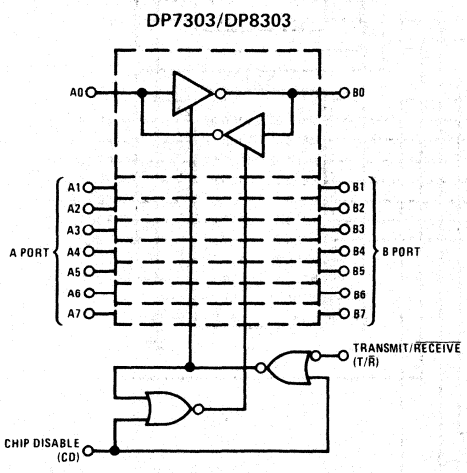 DP7303/DP8303
A0 B0
A1 B1
A2 B2
A3 B3
A PORT A4 B4 B PORT
A5 B5
A6 B6
A7 B7
TRANSMIT/RECEIVE
(T/R̅)
CHIP DISABLE
(CD)